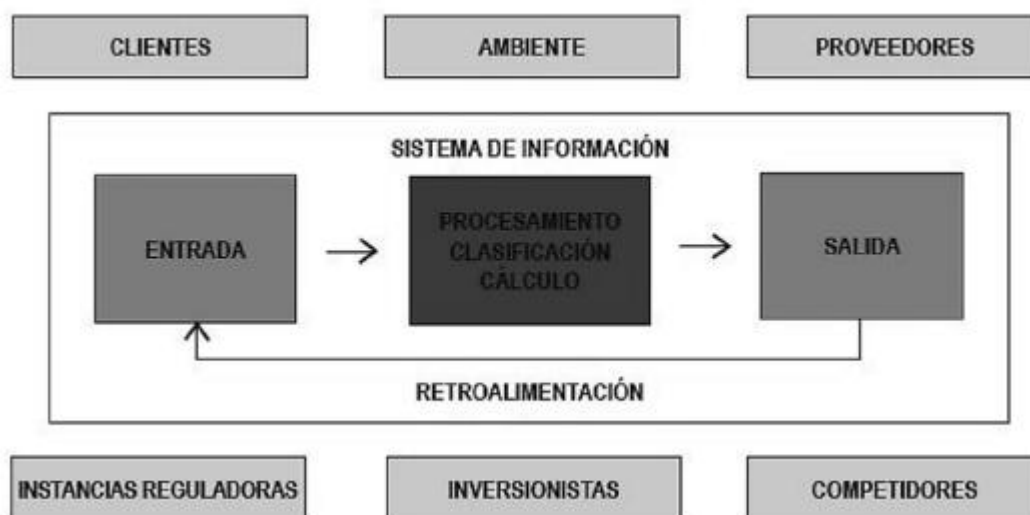 CLIENTES
AMBIENTE
PROVEEDORES
SISTEMA DE INFORMACIÓN
ENTRADA
PROCESAMIENTO
CLASIFICACIÓN
CÁLCULO
SALIDA
RETROALIMENTACIÓN
INSTANCIAS REGULADORAS
INVERSIONISTAS
COMPETIDORES